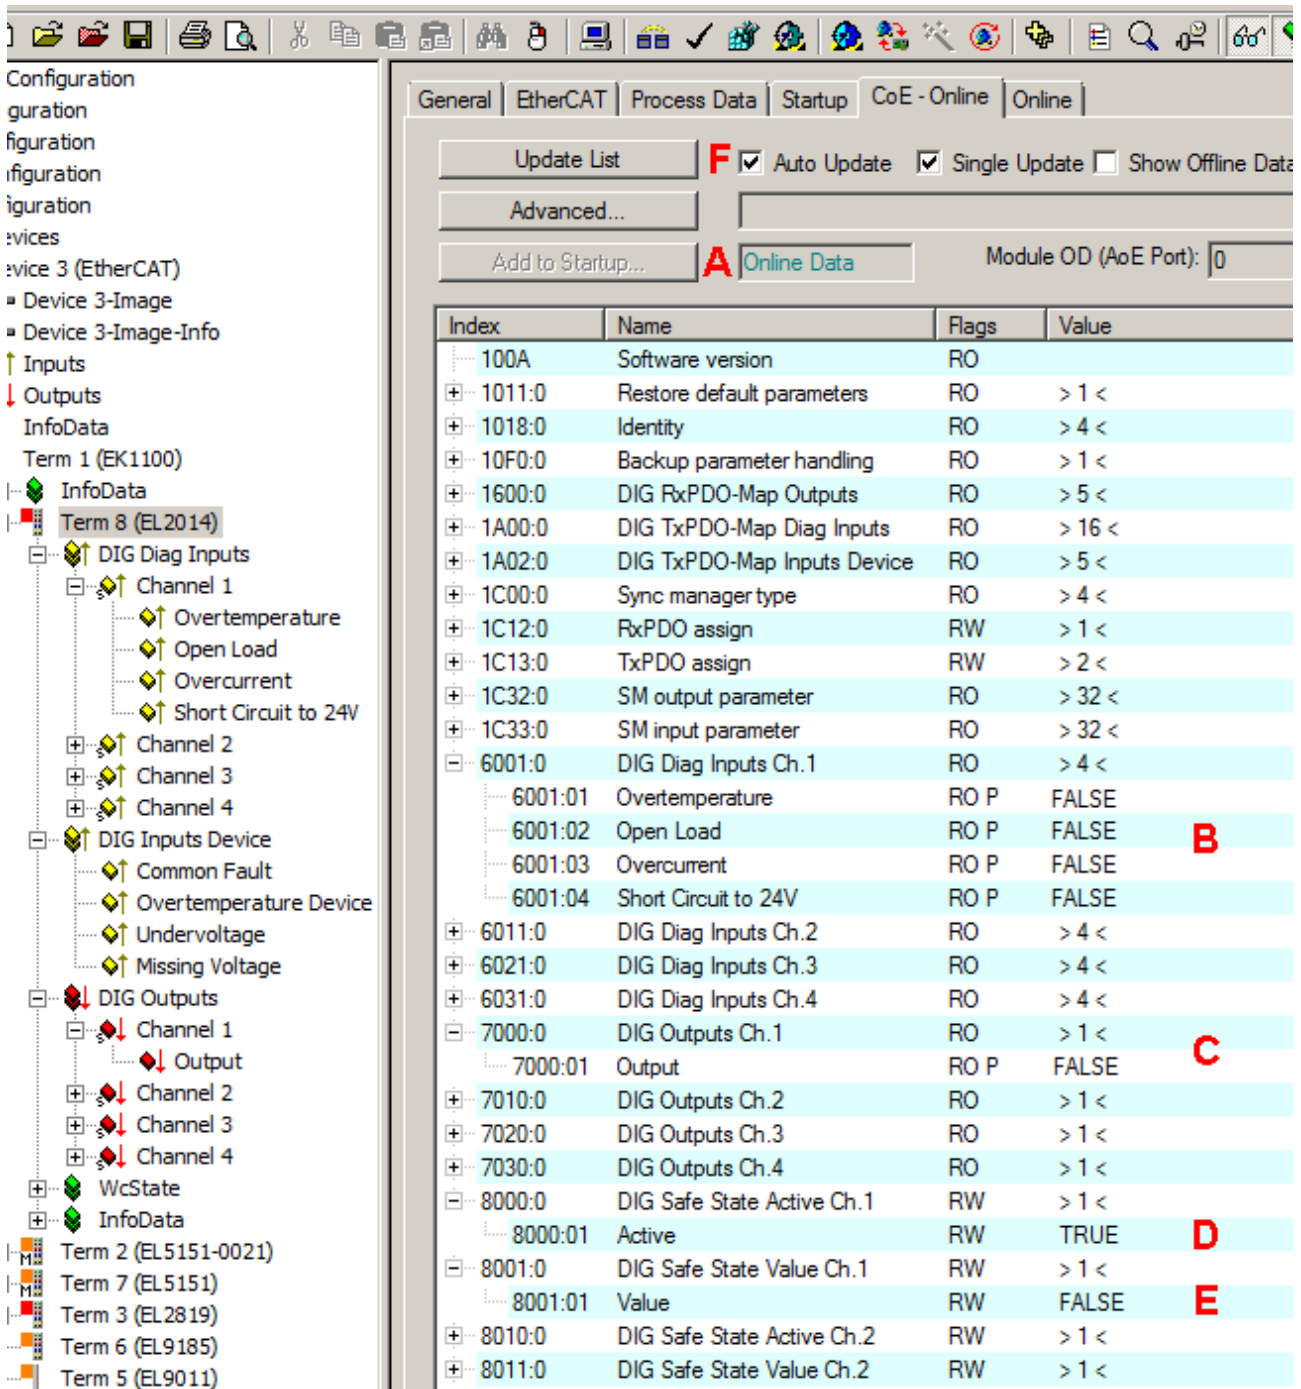 Configuration
guration
figuration
nfiguration
iguration
evices
evice 3 (EtherCAT)
Device 3-Image
Device 3-Image-Info
Inputs
Outputs
InfoData
Term 1 (EK1100)
InfoData
Term 8 (EL2014)
DIG Diag Inputs
Channel 1
Overtemperature
Open Load
Overcurrent
Short Circuit to 24V
Channel 2
Channel 3
Channel 4
DIG Inputs Device
Common Fault
Overtemperature Device
Undervoltage
Missing Voltage
DIG Outputs
Channel 1
Output
Channel 2
Channel 3
Channel 4
WcState
InfoData
Term 2 (EL5151-0021)
Term 7 (EL5151)
Term 3 (EL2819)
Term 6 (EL9185)
Term 5 (EL9011)
General EtherCAT Process Data Startup CoE - Online Online
Update List F Auto Update Single Update Show Offline Data
Advanced...
Add to Startup... A Online Data Module OD (AoE Port): 0
Index Name Flags Value
100A Software version RO
1011:0 Restore default parameters RO > 1 <
1018:0 Identity RO > 4 <
10F0:0 Backup parameter handling RO > 1 <
1600:0 DIG RxPDO-Map Outputs RO > 5 <
1A00:0 DIG TxPDO-Map Diag Inputs RO > 16 <
1A02:0 DIG TxPDO-Map Inputs Device RO > 5 <
1C00:0 Sync manager type RO > 4 <
1C12:0 RxPDO assign RW > 1 <
1C13:0 TxPDO assign RW > 2 <
1C32:0 SM output parameter RO > 32 <
1C33:0 SM input parameter RO > 32 <
6001:0 DIG Diag Inputs Ch.1 RO > 4 <
6001:01 Overtemperature RO P FALSE
6001:02 Open Load RO P FALSE B
6001:03 Overcurrent RO P FALSE
6001:04 Short Circuit to 24V RO P FALSE
6011:0 DIG Diag Inputs Ch.2 RO > 4 <
6021:0 DIG Diag Inputs Ch.3 RO > 4 <
6031:0 DIG Diag Inputs Ch.4 RO > 4 <
7000:0 DIG Outputs Ch.1 RO > 1 < C
7000:01 Output RO P FALSE
7010:0 DIG Outputs Ch.2 RO > 1 <
7020:0 DIG Outputs Ch.3 RO > 1 <
7030:0 DIG Outputs Ch.4 RO > 1 <
8000:0 DIG Safe State Active Ch.1 RW > 1 <
8000:01 Active RW TRUE D
8001:0 DIG Safe State Value Ch.1 RW > 1 <
8001:01 Value RW FALSE E
8010:0 DIG Safe State Active Ch.2 RW > 1 <
8011:0 DIG Safe State Value Ch.2 RW > 1 <